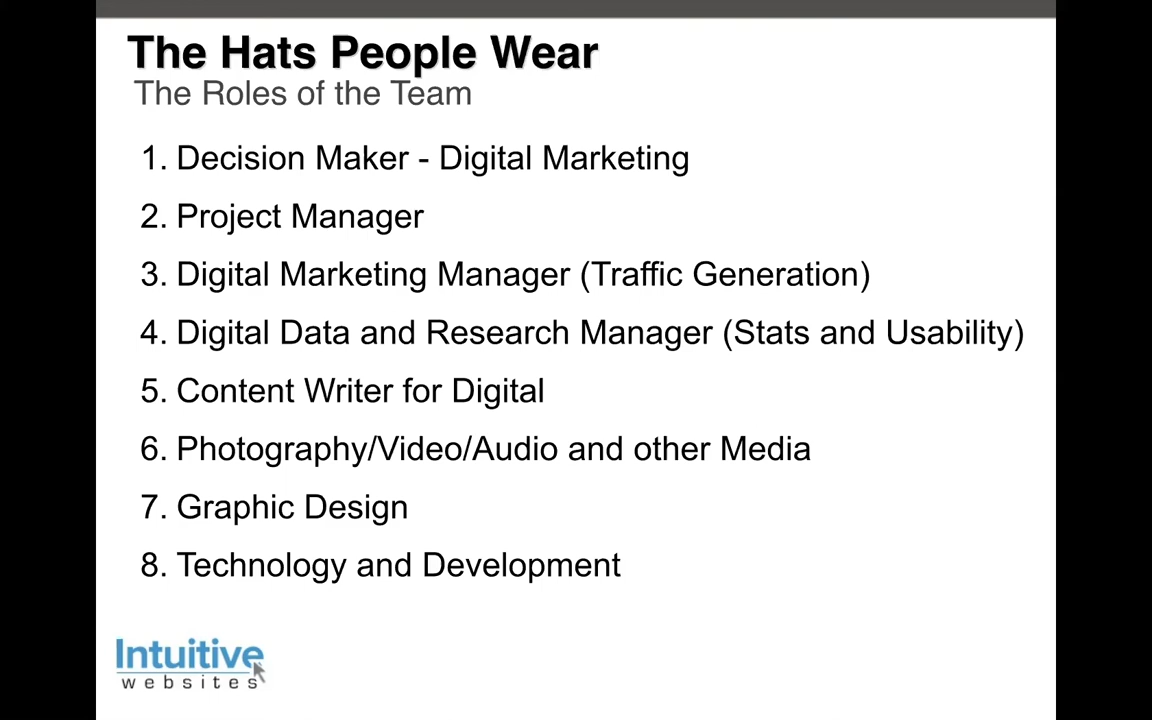 The Hats People Wear
The Roles of the Team
1. Decision Maker - Digital Marketing
2. Project Manager
3. Digital Marketing Manager (Traffic Generation)
4. Digital Data and Research Manager (Stats and Usability)
5. Content Writer for Digital
6. Photography/Video/Audio and other Media
7. Graphic Design
8. Technology and Development
Intuitive
websites